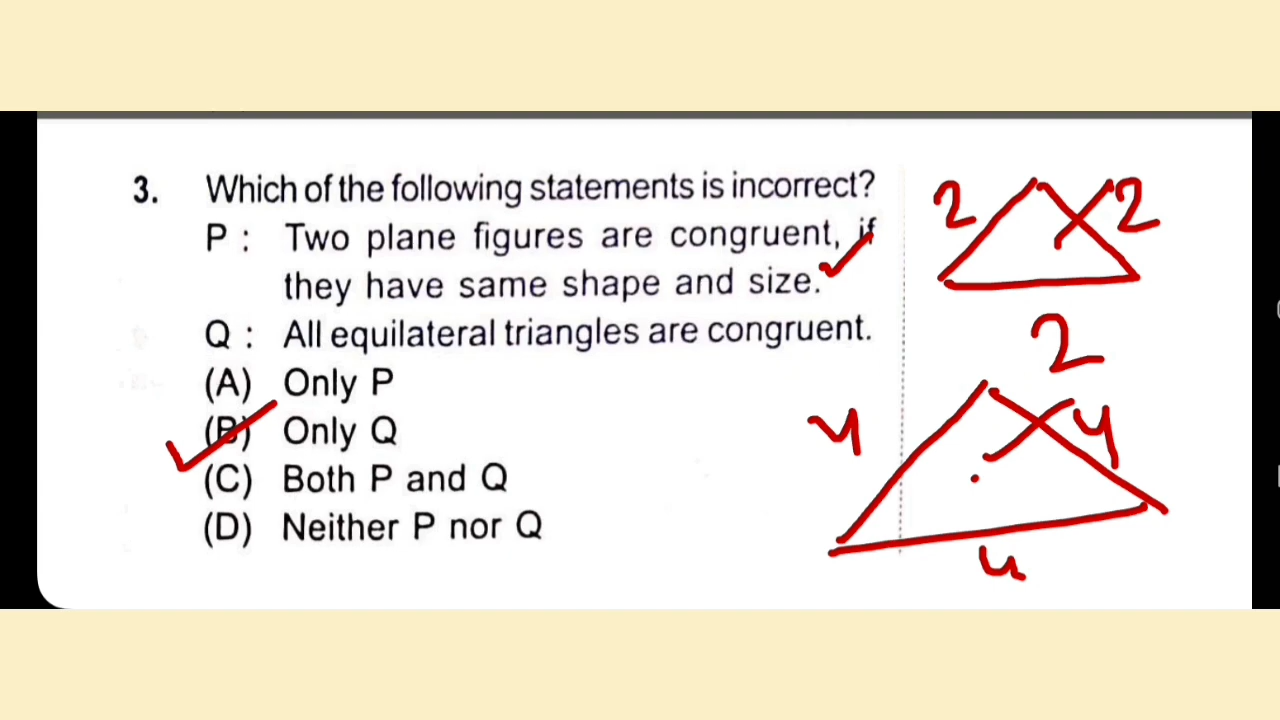 3. Which of the following statements is incorrect?
P : Two plane figures are congruent, if
they have same shape and size.
Q : All equilateral triangles are congruent.
(A) Only P
(B) Only Q
(C) Both P and Q
(D) Neither P nor Q
2 2
2
4 4
4